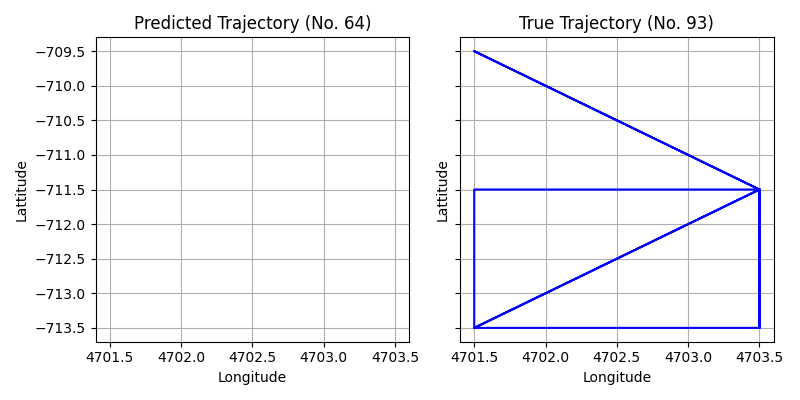 Predicted Trajectory (No. 64)
True Trajectory (No. 93)
−709.5
−710.0
−710.5
−711.0
−711.5
−712.0
−712.5
−713.0
−713.5
Lattitude
Lattitude
4701.5 4702.0 4702.5 4703.0 4703.5
4701.5 4702.0 4702.5 4703.0 4703.5
Longitude
Longitude